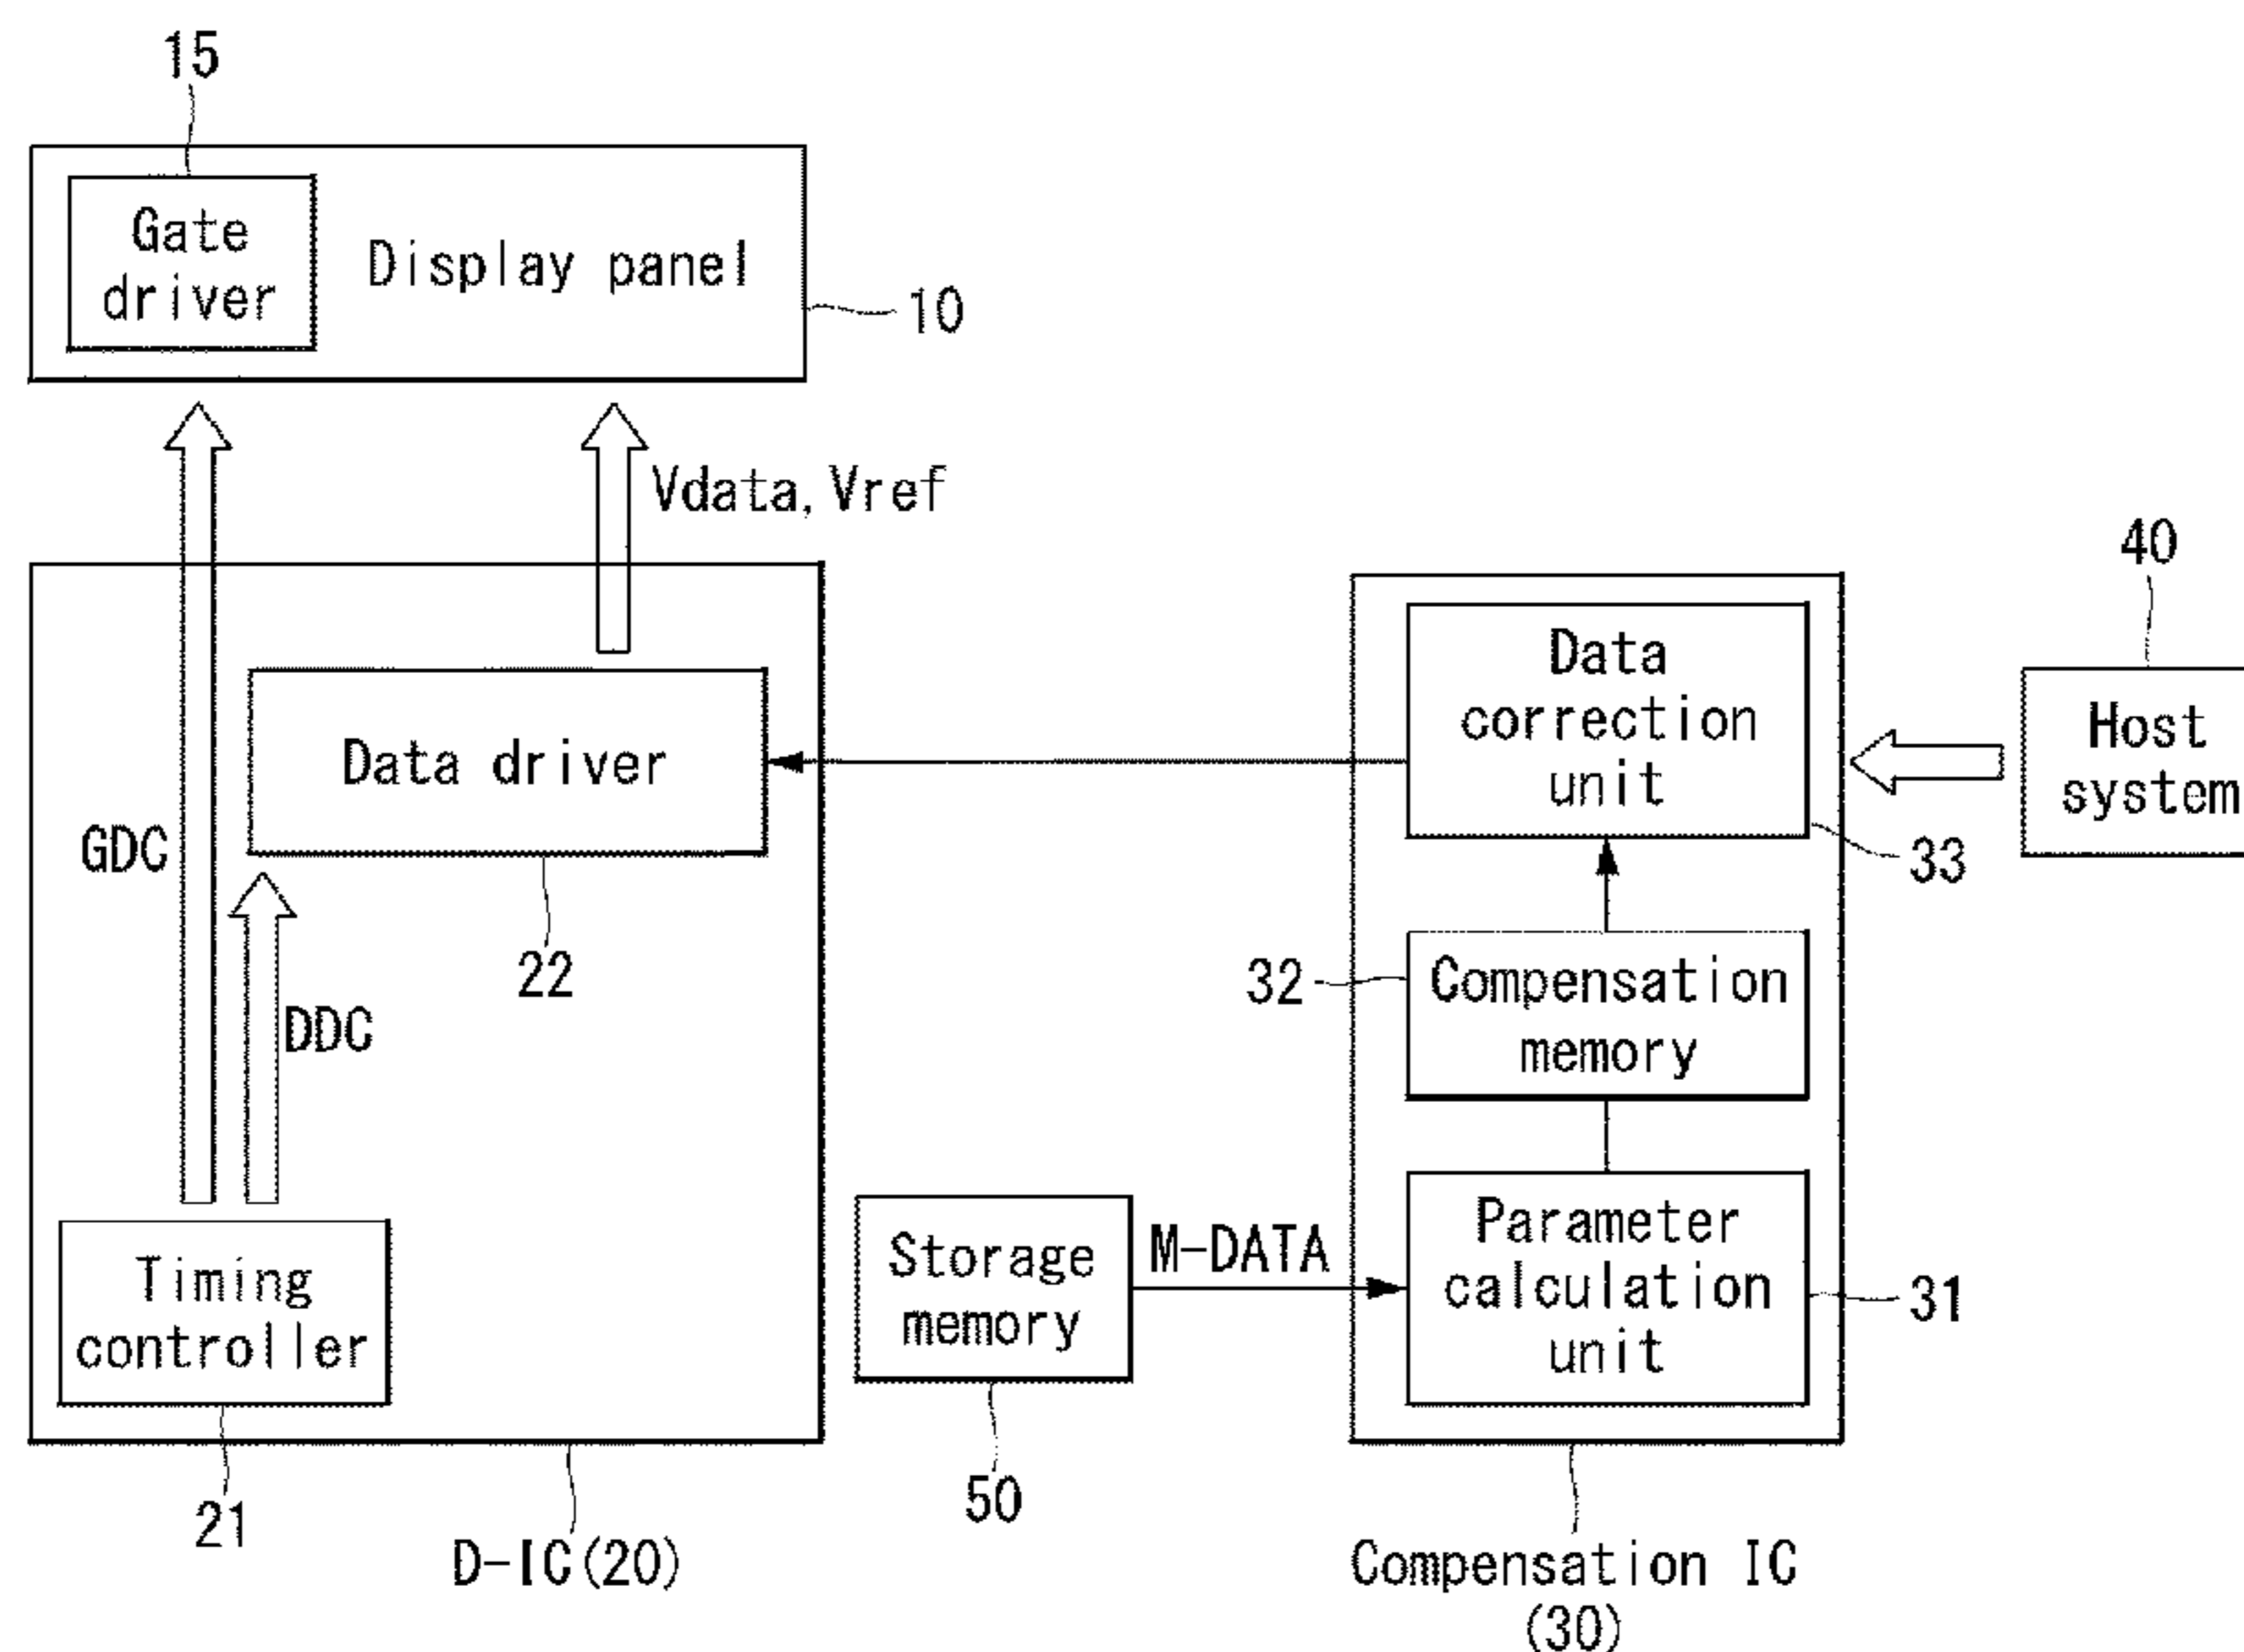 15
Gate
driver
Display panel
10
Vdata, Vref
40
Data
correction
unit
Host
system
Data driver
33
GDC
22
32
Compensation
memory
DDC
Storage
memory
M-DATA
Parameter
calculation
unit
31
Timing
controller
50
21
D-IC(20)
Compensation IC
(30)